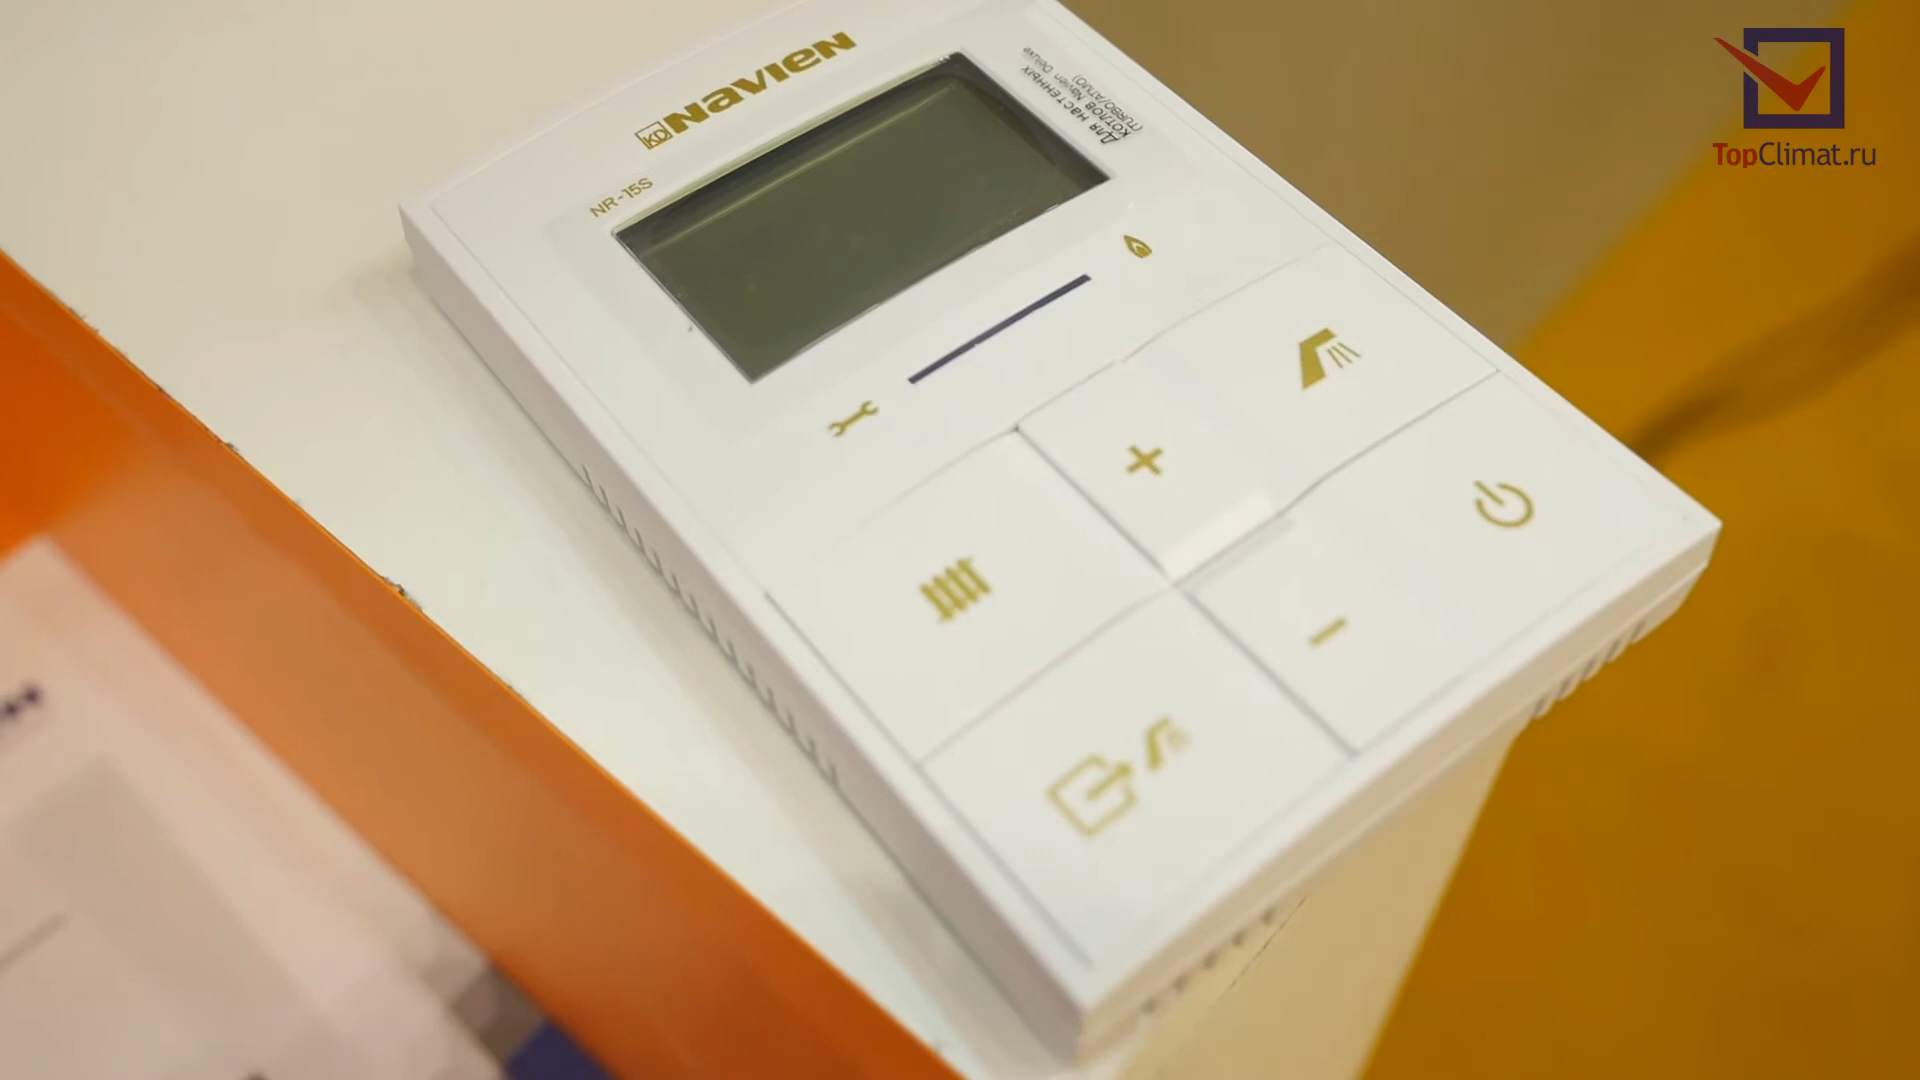 KD NAVIEN
NR-15S
Для настенных
котлов Navien Deluxe
(TURBO/ATMO)
TopClimat.ru